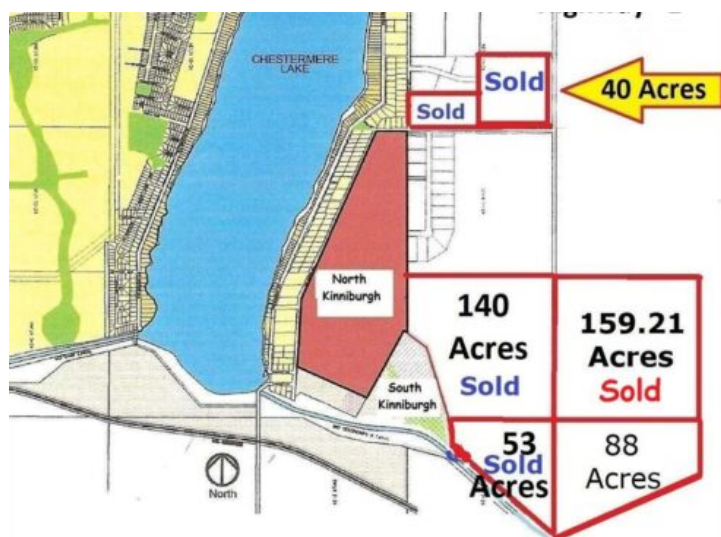 CHESTERMERE
LAKE
Sold
40 Acres
Sold
North
Kinniburgh
140
Acres
Sold
159.21
Acres
Sold
South
Kinniburgh
53
Sold
Acres
88
Acres
North